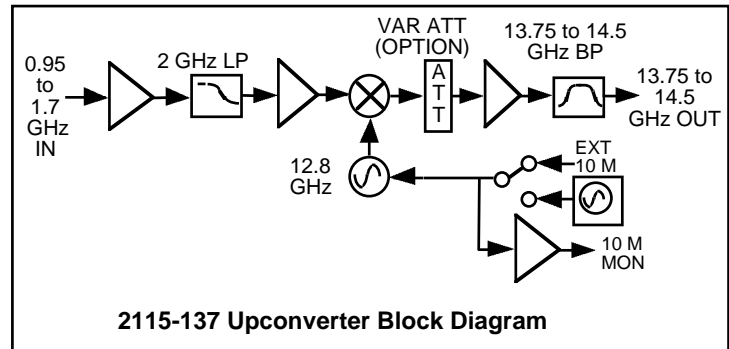 0.95
to
1.7
GHz
IN
2 GHz LP
VAR ATT
(OPTION)
A
T
T
13.75 to 14.5
GHz BP
13.75 to
14.5
GHz OUT
12.8
GHz
EXT
10 M
10 M
MON
2115-137 Upconverter Block Diagram